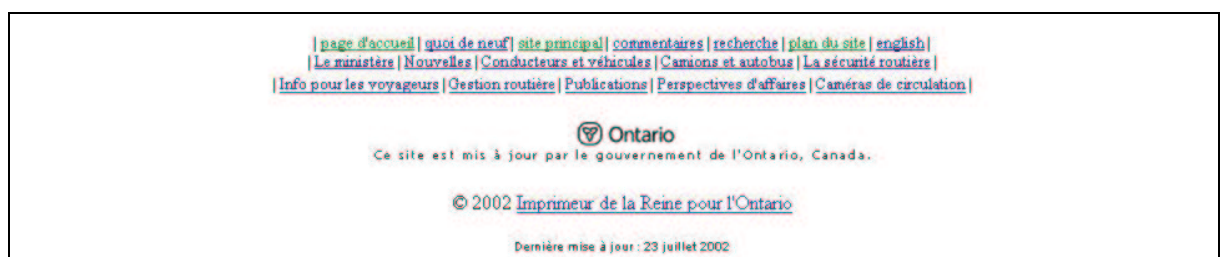 | page d'accueil | quoi de neuf | site principal | commentaires | recherche | plan du site | english |
| Le ministère | Nouvelles | Conducteurs et véhicules | Camions et autobus | La sécurité routière |
| Info pour les voyageurs | Gestion routière | Publications | Perspectives d'affaires | Caméras de circulation |
Ontario
Ce site est mis à jour par le gouvernement de l'Ontario, Canada.
© 2002 Imprimeur de la Reine pour l'Ontario
Dernière mise à jour : 23 juillet 2002